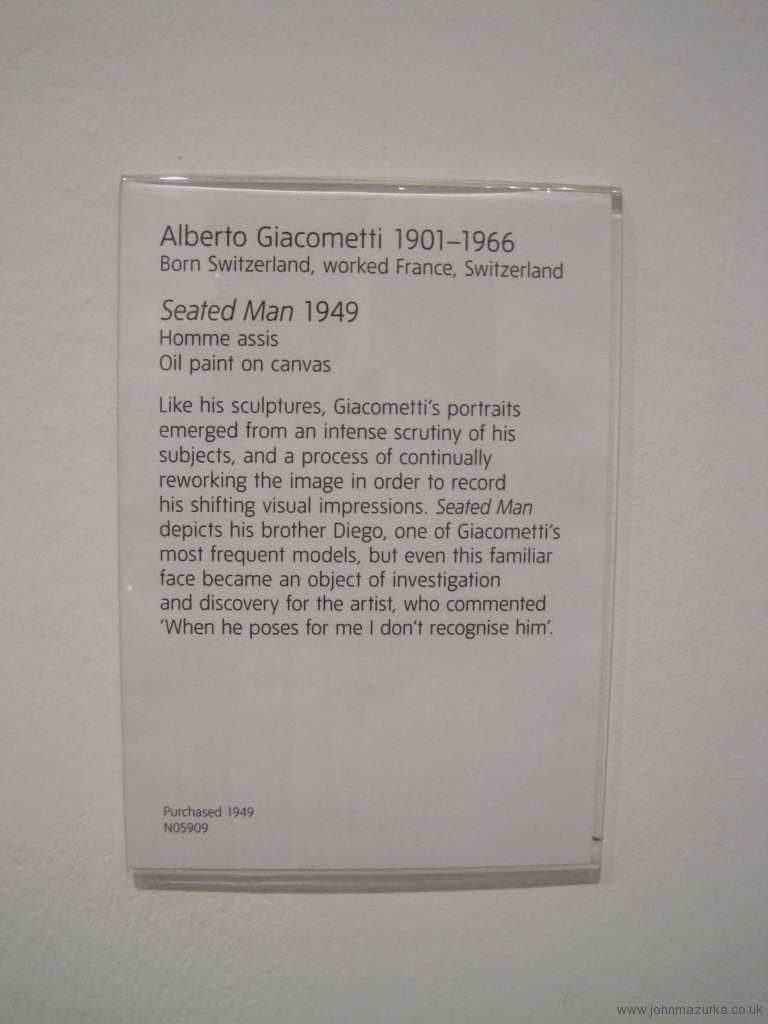 Alberto Giacometti 1901–1966
Born Switzerland, worked France, Switzerland
Seated Man 1949
Homme assis
Oil paint on canvas
Like his sculptures, Giacometti's portraits
emerged from an intense scrutiny of his
subjects, and a process of continually
reworking the image in order to record
his shifting visual impressions. Seated Man
depicts his brother Diego, one of Giacometti's
most frequent models, but even this familiar
face became an object of investigation
and discovery for the artist, who commented
'When he poses for me I don't recognise him'.
Purchased 1949
N05909
www.johnmazurka.co.uk